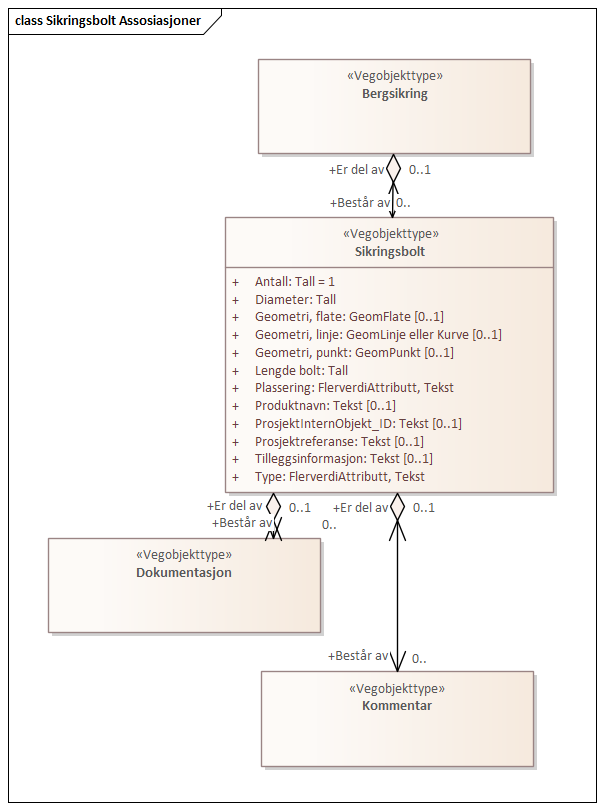 class Sikringsbolt Assosiasjoner
«Vegobjekttype»
Bergsikring
+Er del av 0..1
+Består av 0..
«Vegobjekttype»
Sikringsbolt
+ Antall: Tall = 1
+ Diameter: Tall
+ Geometri, flate: GeomFlate [0..1]
+ Geometri, linje: GeomLinje eller Kurve [0..1]
+ Geometri, punkt: GeomPunkt [0..1]
+ Lengde bolt: Tall
+ Plassering: FlerverdiAttributt, Tekst
+ Produktnavn: Tekst [0..1]
+ ProsjektInternObjekt_ID: Tekst [0..1]
+ Prosjektreferanse: Tekst [0..1]
+ Tilleggsinformasjon: Tekst [0..1]
+ Type: FlerverdiAttributt, Tekst
+Er del av 0..1 +Er del av 0..1
+Består av 0..
«Vegobjekttype»
Dokumentasjon
+Består av 0..
«Vegobjekttype»
Kommentar